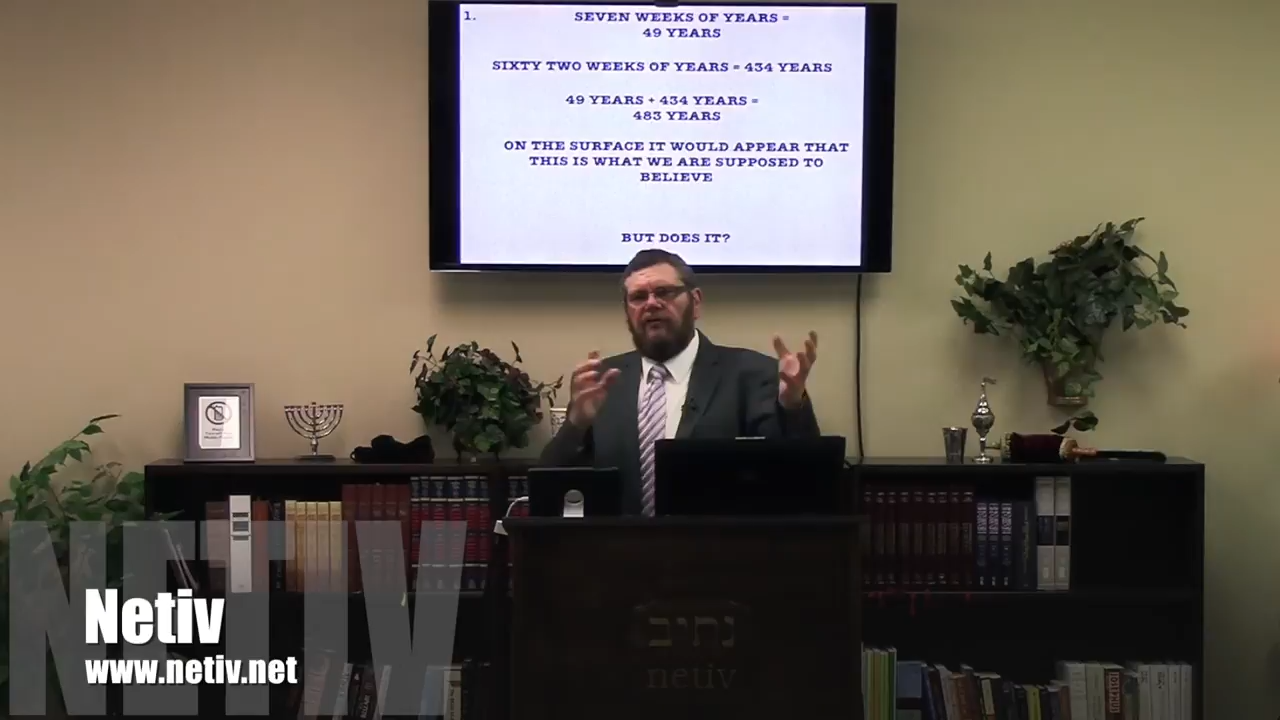 1. SEVEN WEEKS OF YEARS =
49 YEARS
SIXTY TWO WEEKS OF YEARS = 434 YEARS
49 YEARS + 434 YEARS =
483 YEARS
ON THE SURFACE IT WOULD APPEAR THAT
THIS IS WHAT WE ARE SUPPOSED TO
BELIEVE
BUT DOES IT?
נתיב
netiv
NETIV
Netiv
www.netiv.net